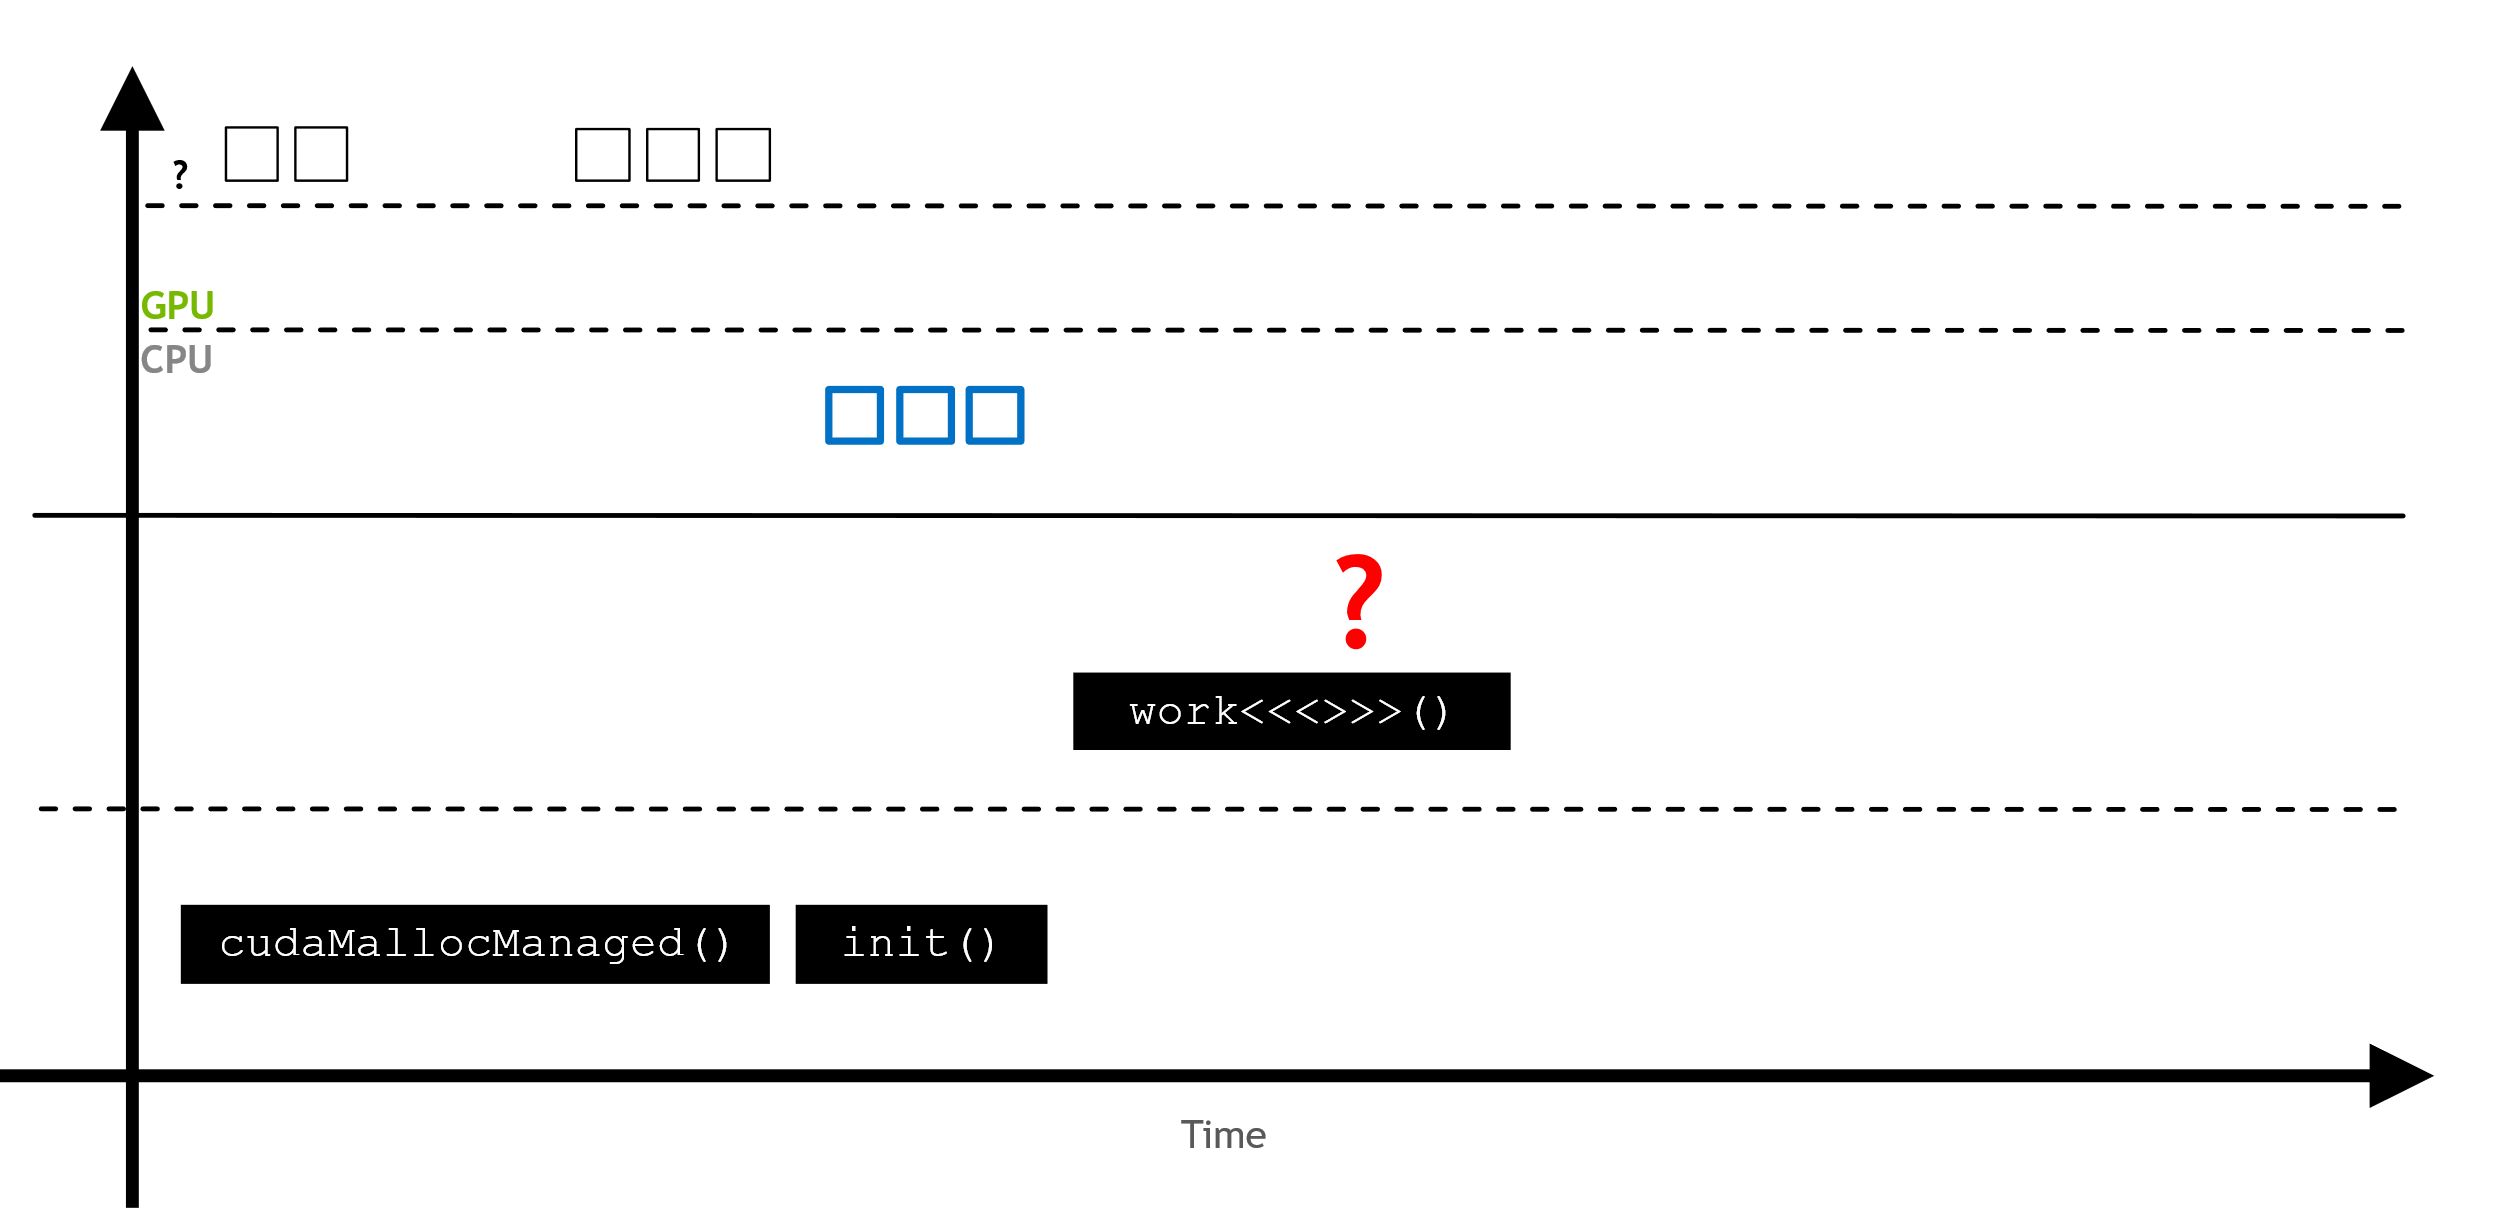 ?
GPU
CPU
?
work<<<>>>()
cudaMallocManaged()
init()
Time